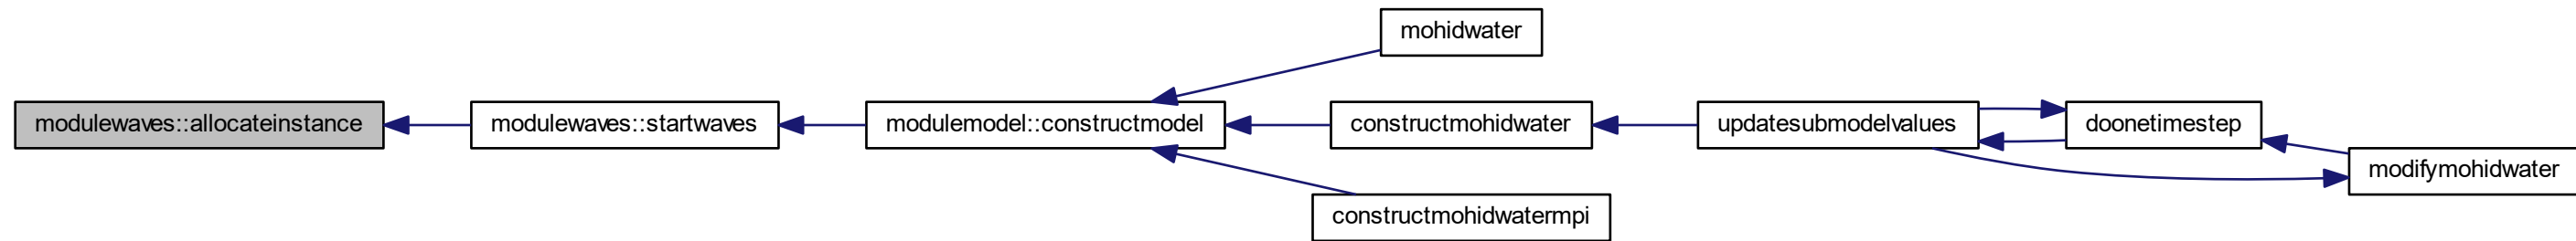 mohidwater
modulewaves::allocateinstance
modulewaves::startwaves
modulemodel::constructmodel
constructmohidwater
updatesubmodelvalues
doonetimestep
modifymohidwater
constructmohidwatermpi